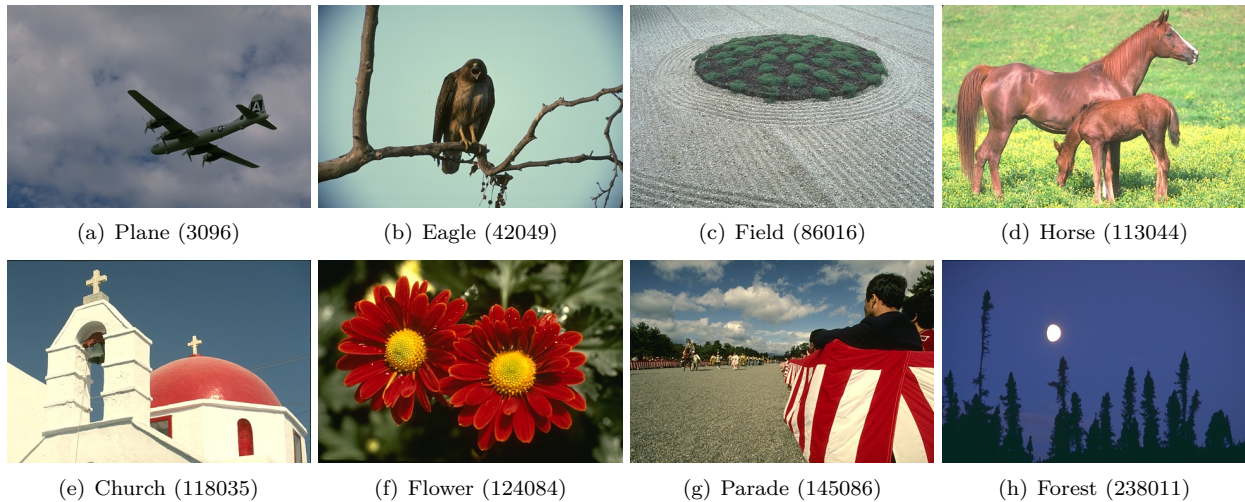 A
(a) Plane (3096)
(b) Eagle (42049)
(c) Field (86016)
(d) Horse (113044)
(e) Church (118035)
(f) Flower (124084)
(g) Parade (145086)
(h) Forest (238011)